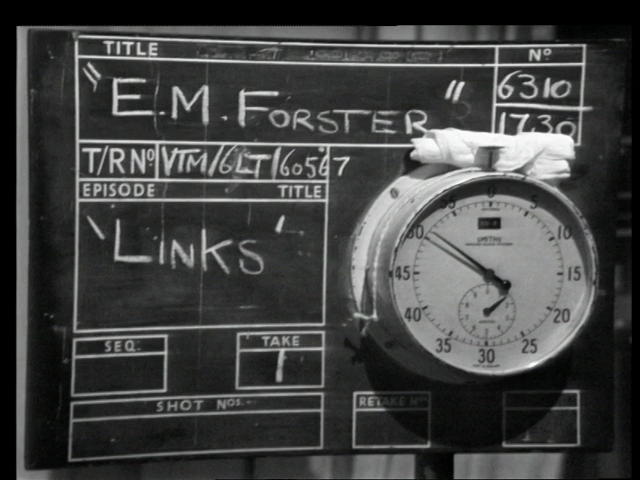 TITLE
Nº
"E.M. FORSTER"
6310
1730
T/R Nº VTM/6LT/60567
EPISODE TITLE
'LINKS'
SEQ.
TAKE
1
SHOT NOS.
RETAKE Nº
0
5
10
15
20
25
30
35
40
45
50
55
SMITHS